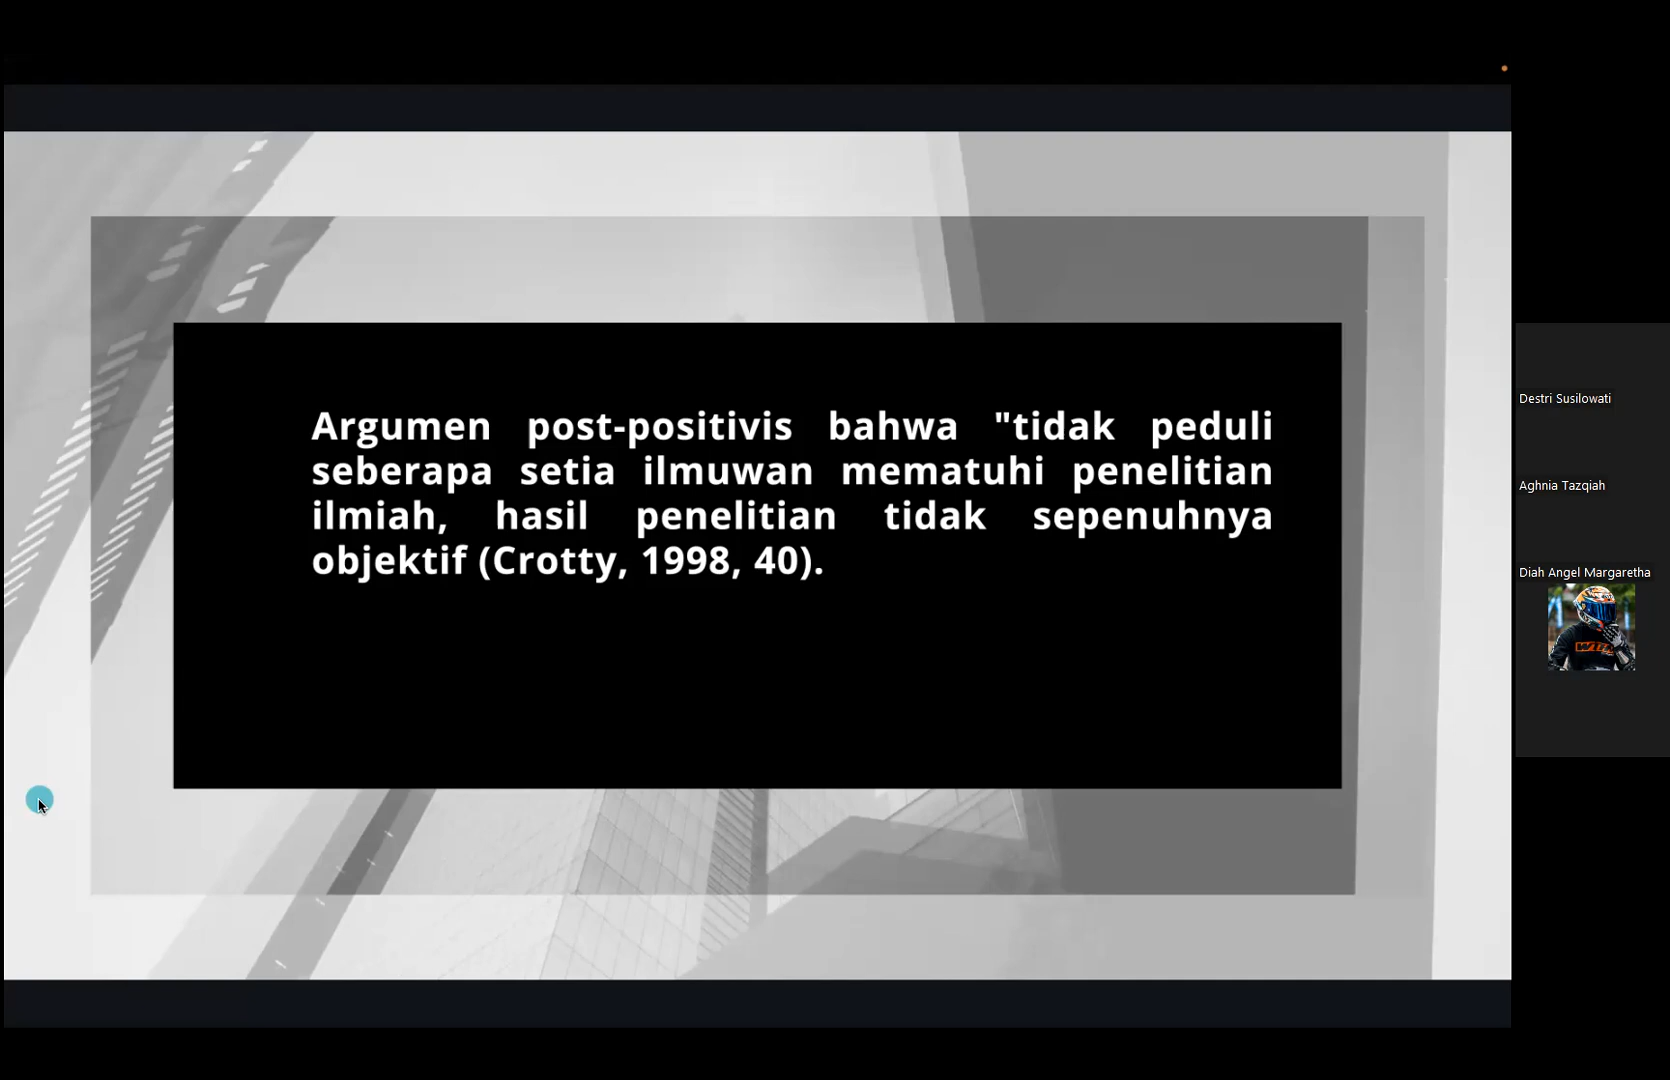 Argumen post-positivis bahwa "tidak peduli
seberapa setia ilmuwan mematuhi penelitian
ilmiah, hasil penelitian tidak sepenuhnya
objektif (Crotty, 1998, 40).
Destri Susilowati
Aghnia Tazqiah
Diah Angel Margaretha